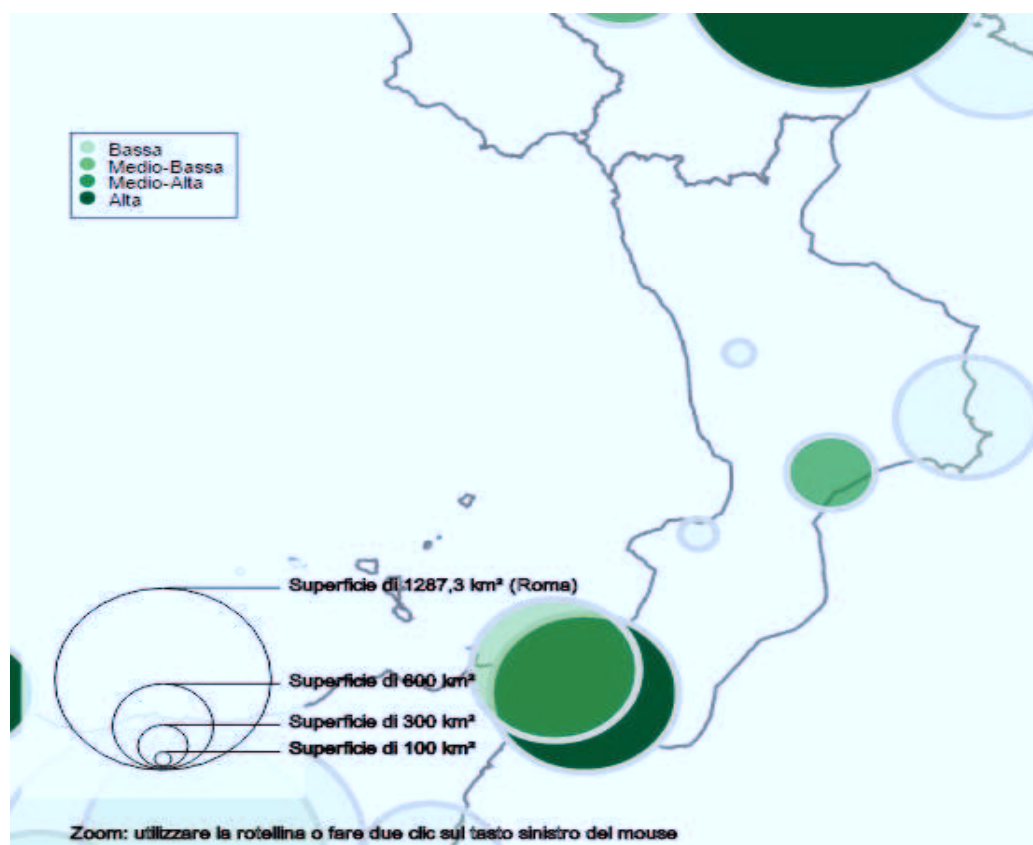 Bassa
Medio-Bassa
Medio-Alta
Alta
Superficie di 1287,3 km² (Roma)
Superficie di 600 km²
Superficie di 300 km²
Superficie di 100 km²
Zoom: utilizzare la rotellina o fare due clic sul tasto sinistro del mouse